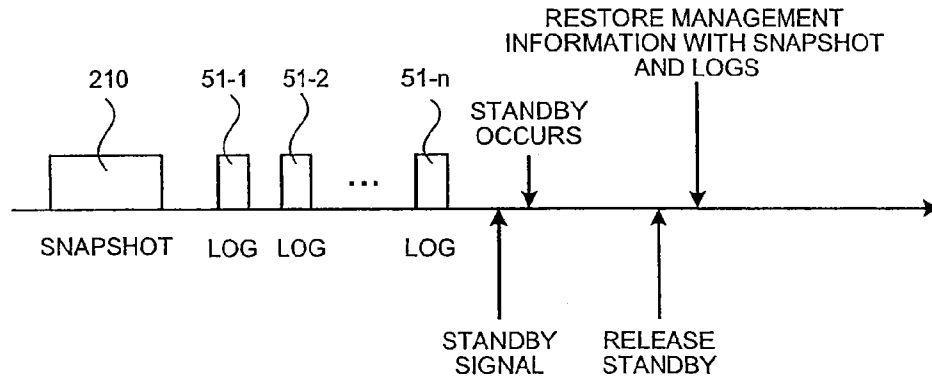 RESTORE MANAGEMENT
INFORMATION WITH SNAPSHOT
AND LOGS
210
51-1
51-2
51-n
STANDBY
OCCURS
...
SNAPSHOT
LOG
LOG
LOG
STANDBY
SIGNAL
RELEASE
STANDBY